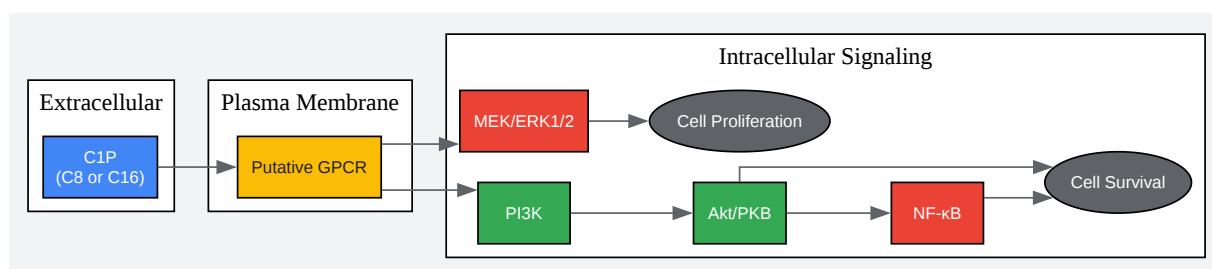 Intracellular Signaling
Extracellular
Plasma Membrane
MEK/ERK1/2
Cell Proliferation
C1P
(C8 or C16)
Putative GPCR
Cell Survival
PI3K
Akt/PKB
NF-κB